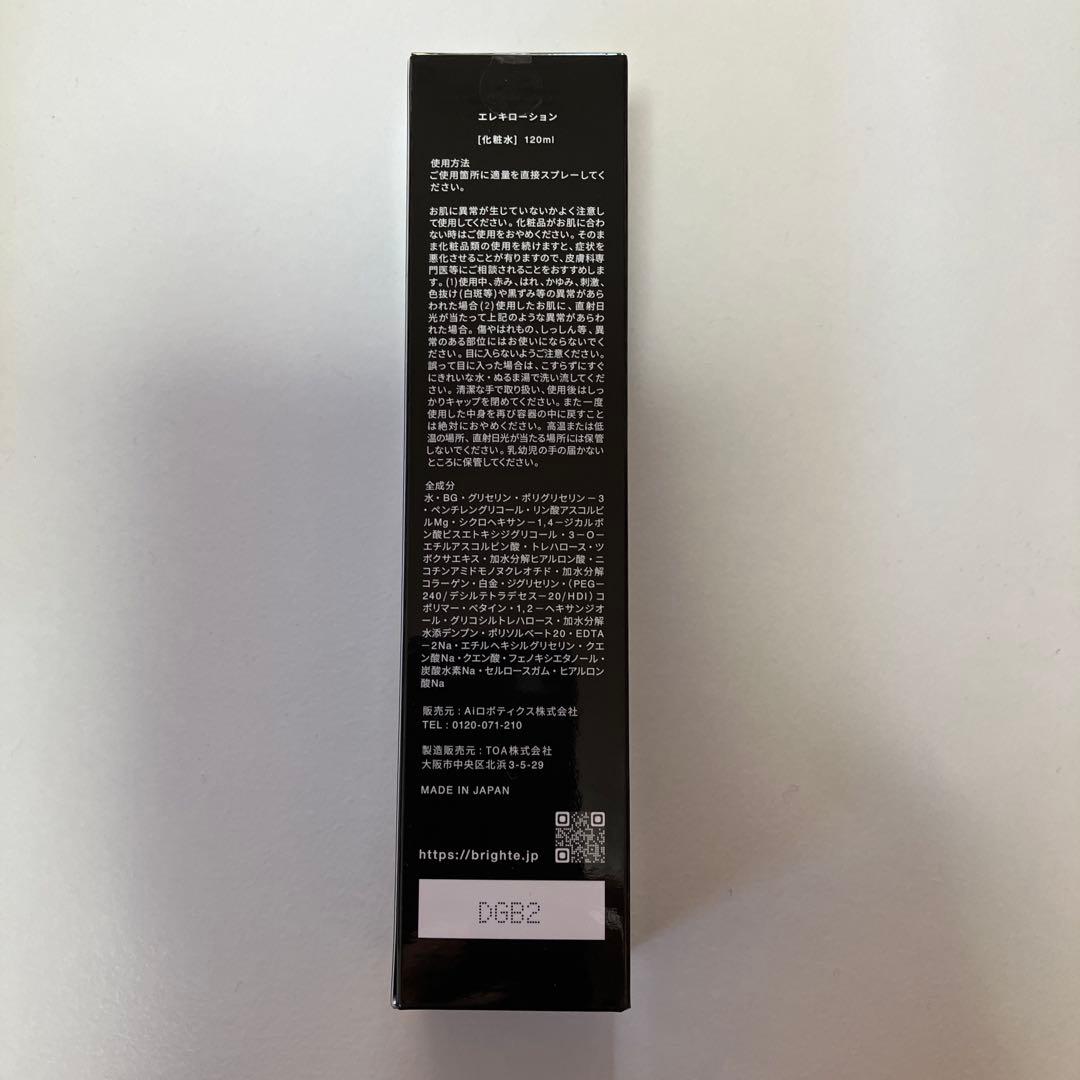 エレキローション
[化粧水] 120ml
使用方法
ご使用箇所に適量を直接スプレーしてく
ださい。
お肌に異常が生じていないかよく注意し
て使用してください。化粧品がお肌に合わ
ない時はご使用をおやめください。そのま
ま化粧品類の使用を続けますと、症状を
悪化させることが有りますので、皮膚科専
門医等にご相談されることをおすすめしま
す。(1)使用中、赤み、はれ、かゆみ、刺激、
色抜け(白斑等)や黒ずみ等の異常があら
われた場合(2)使用したお肌に、直射日
光が当たって上記のような異常があらわ
れた場合。傷やはれもの、しっしん等、異
常のある部位にはお使いにならないでく
ださい。目に入らないようご注意ください。
誤って目に入った場合は、こすらずにすぐ
にきれいな水・ぬるま湯で洗い流してくだ
さい。清潔な手で取り扱い、使用後はしっ
かりキャップを閉めてください。また一度
使用した中身を再び容器の中に戻すこと
は絶対におやめください。高温または低
温の場所、直射日光が当たる場所には保管
しないでください。乳幼児の手の届かない
ところに保管してください。
全成分
水・BG・グリセリン・ポリグリセリン－3
・ペンチレングリコール・リン酸アスコルビ
ルMg・シクロヘキサン－1,4－ジカルボ
ン酸ビスエトキシジグリコール・3－O－
エチルアスコルビン酸・トレハロース・ツ
ボクサエキス・加水分解ヒアルロン酸・ニ
コチンアミドモノヌクレオチド・加水分解
コラーゲン・白金・ジグリセリン・(PEG－
240/デシルテトラデセス－20/HDI)コ
ポリマー・ベタイン・1,2－ヘキサンジオ
ール・グリコシルトレハロース・加水分解
水添デンプン・ポリソルベート20・EDTA
－2Na・エチルヘキシルグリセリン・クエ
ン酸Na・クエン酸・フェノキシエタノール・
炭酸水素Na・セルロースガム・ヒアルロン
酸Na
販売元 : Aiロボティクス株式会社
TEL : 0120-071-210
製造販売元 : TOA株式会社
大阪市中央区北浜3-5-29
MADE IN JAPAN
https://brighte.jp
DGB2